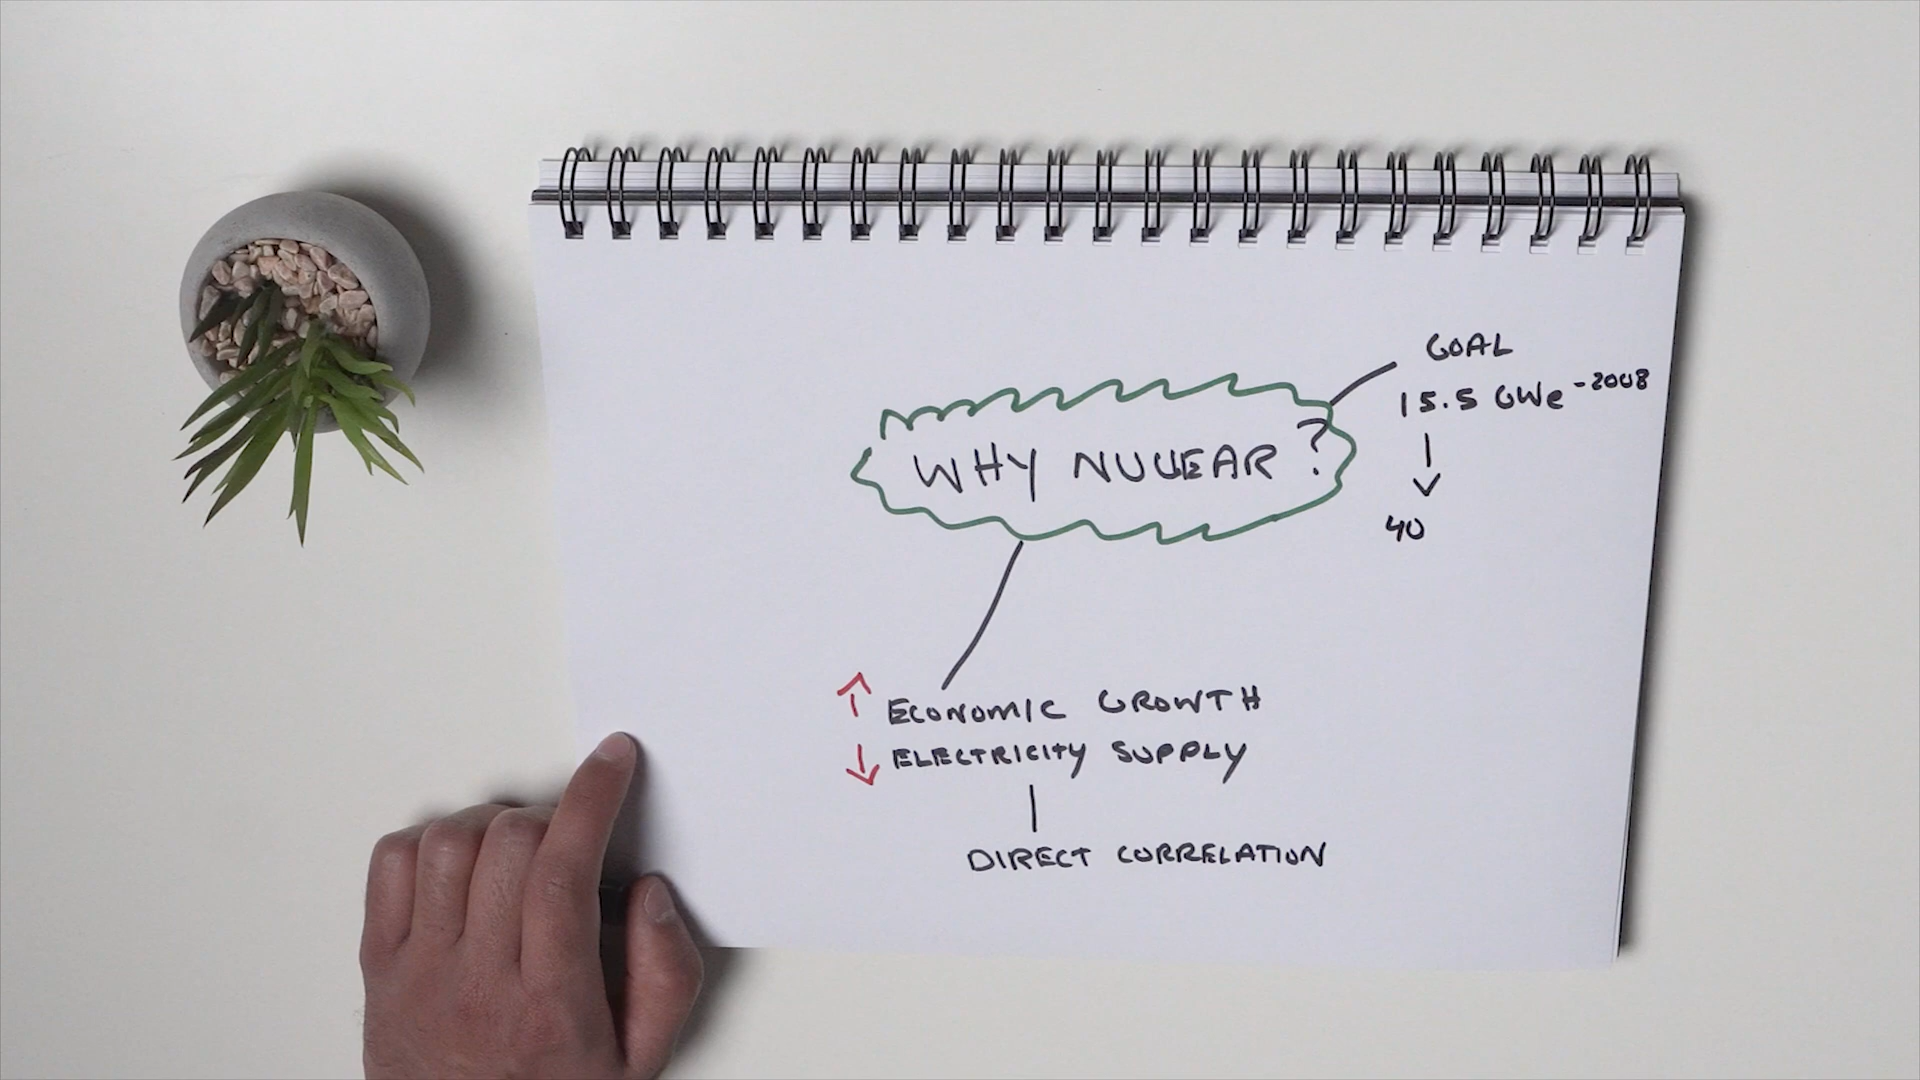 GOAL
15.5 GWe -2008
40
WHY NUCLEAR ?
ECONOMIC GROWTH
ELECTRICITY SUPPLY
DIRECT CORRELATION